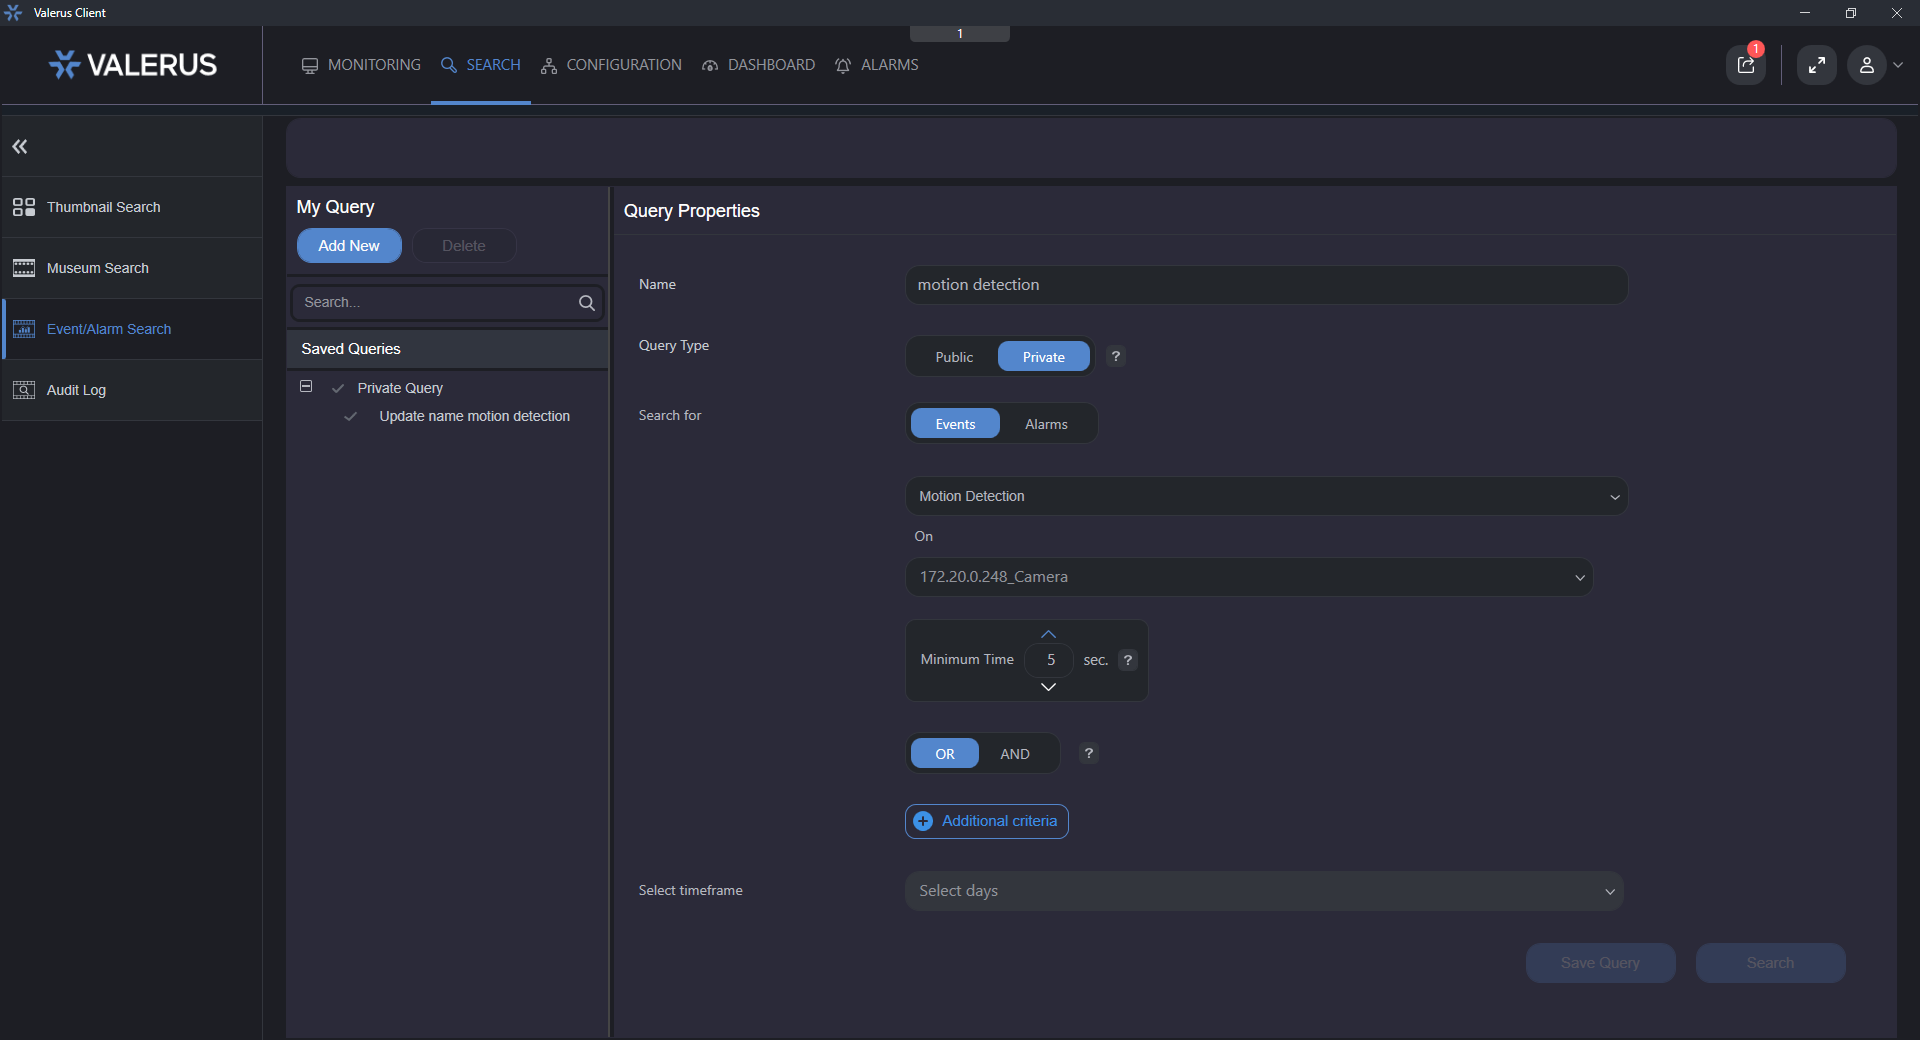 Valerus Client
1
VALERUS
MONITORING
SEARCH
CONFIGURATION
DASHBOARD
ALARMS
1
Thumbnail Search
Museum Search
Event/Alarm Search
Audit Log
My Query
Add New
Delete
Search...
Saved Queries
Private Query
Update name motion detection
Query Properties
Name
motion detection
Query Type
Public
Private
?
Search for
Events
Alarms
Motion Detection
On
172.20.0.248_Camera
Minimum Time
5
sec.
?
OR
AND
?
Additional criteria
Select timeframe
Select days
Save Query
Search